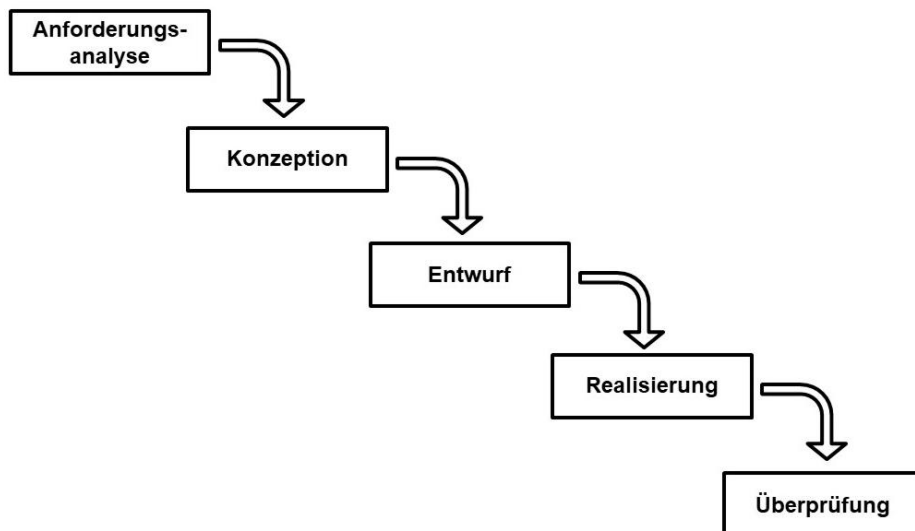 Anforderungs-
analyse
Konzeption
Entwurf
Realisierung
Überprüfung